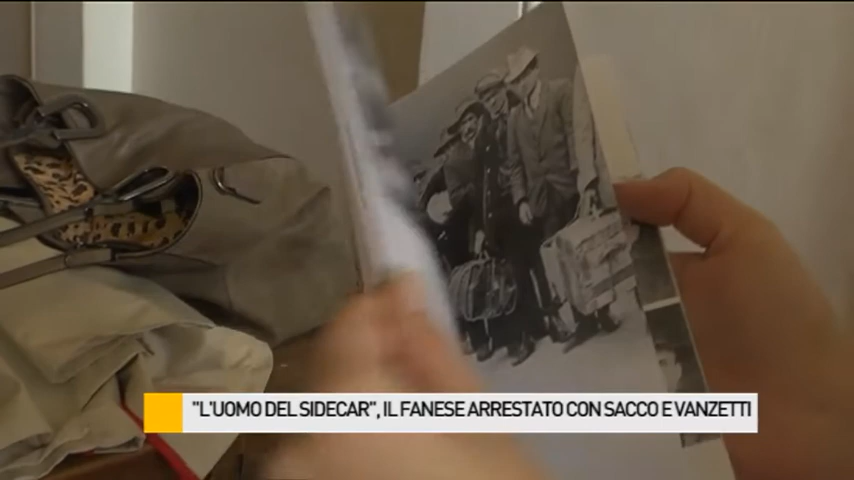 "L'UOMO DEL SIDECAR", IL FANESE ARRESTATO CON SACCO E VANZETTI